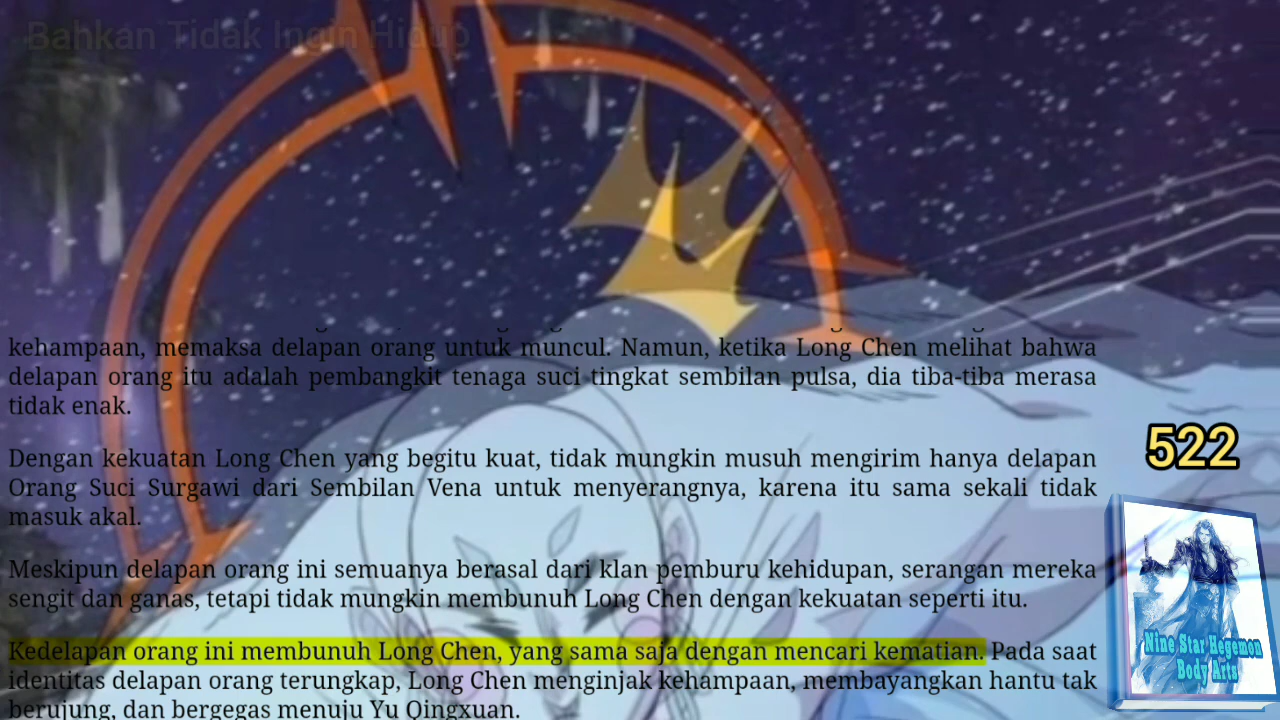 Bahkan Tidak Ingin Hidup
kehampaan, memaksa delapan orang untuk muncul. Namun, ketika Long Chen melihat bahwa
delapan orang itu adalah pembangkit tenaga suci tingkat sembilan pulsa, dia tiba-tiba merasa
tidak enak.
Dengan kekuatan Long Chen yang begitu kuat, tidak mungkin musuh mengirim hanya delapan
Orang Suci Surgawi dari Sembilan Vena untuk menyerangnya, karena itu sama sekali tidak
masuk akal.
Meskipun delapan orang ini semuanya berasal dari klan pemburu kehidupan, serangan mereka
sengit dan ganas, tetapi tidak mungkin membunuh Long Chen dengan kekuatan seperti itu.
Kedelapan orang ini membunuh Long Chen, yang sama saja dengan mencari kematian. Pada saat
identitas delapan orang terungkap, Long Chen menginjak kehampaan, membayangkan hantu tak
berujung, dan bergegas menuju Yu Qingxuan.
522
Nine Star Hegemon
Body Arts